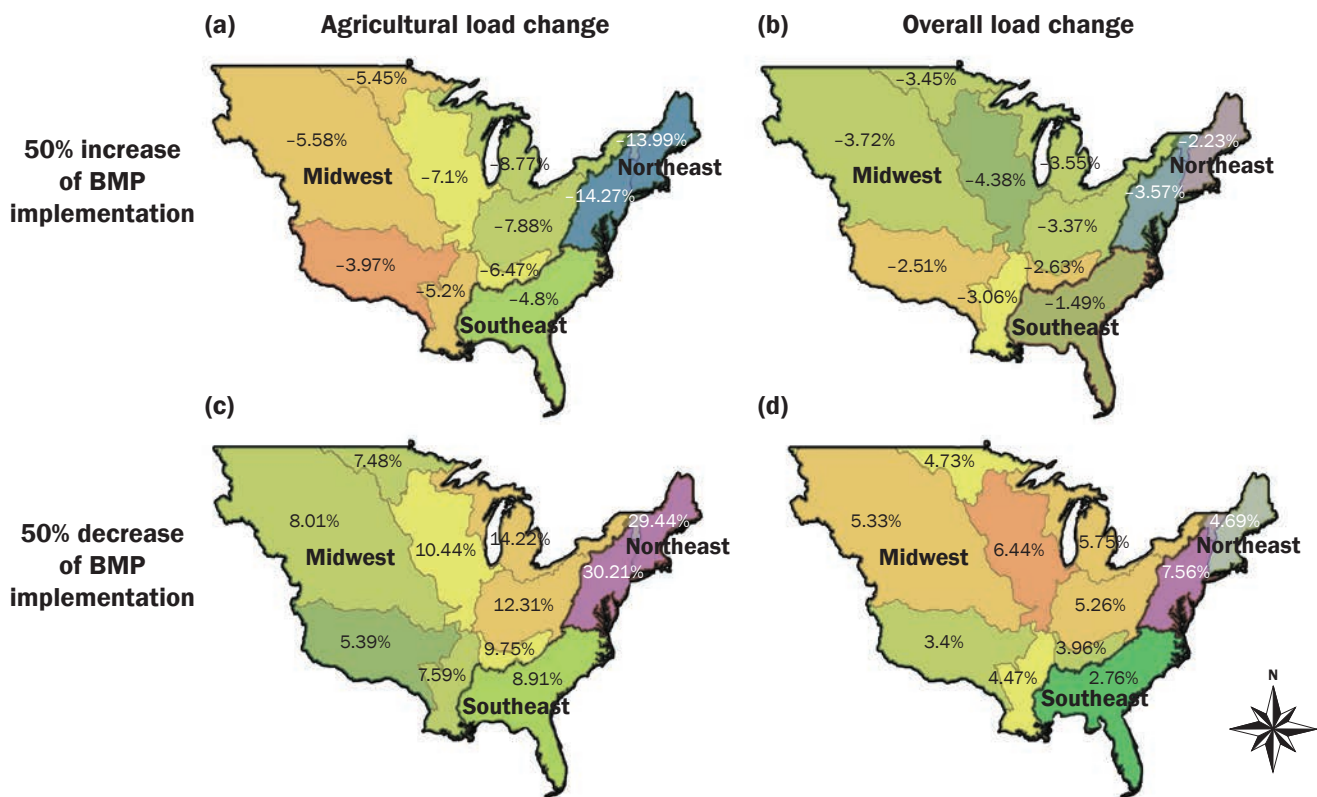 (a) Agricultural load change
(b) Overall load change
50% increase
of BMP
implementation
–5.45%
–5.58%
Midwest
–7.1%
–8.77%
–13.99%
Northeast
–14.27%
–7.88%
–3.97%
–6.47%
–5.2%
–4.8%
Southeast
–3.45%
–3.72%
Midwest
–4.38%
–3.55%
–2.23%
Northeast
–3.57%
–3.37%
–2.51%
–2.63%
–3.06%
–1.49%
Southeast
(c)
(d)
50% decrease
of BMP
implementation
7.48%
8.01%
Midwest
10.44%
14.22%
29.44%
Northeast
30.21%
12.31%
5.39%
9.75%
7.59%
8.91%
Southeast
4.73%
5.33%
Midwest
6.44%
5.75%
4.69%
Northeast
7.56%
5.26%
3.4%
3.96%
4.47%
2.76%
Southeast
N